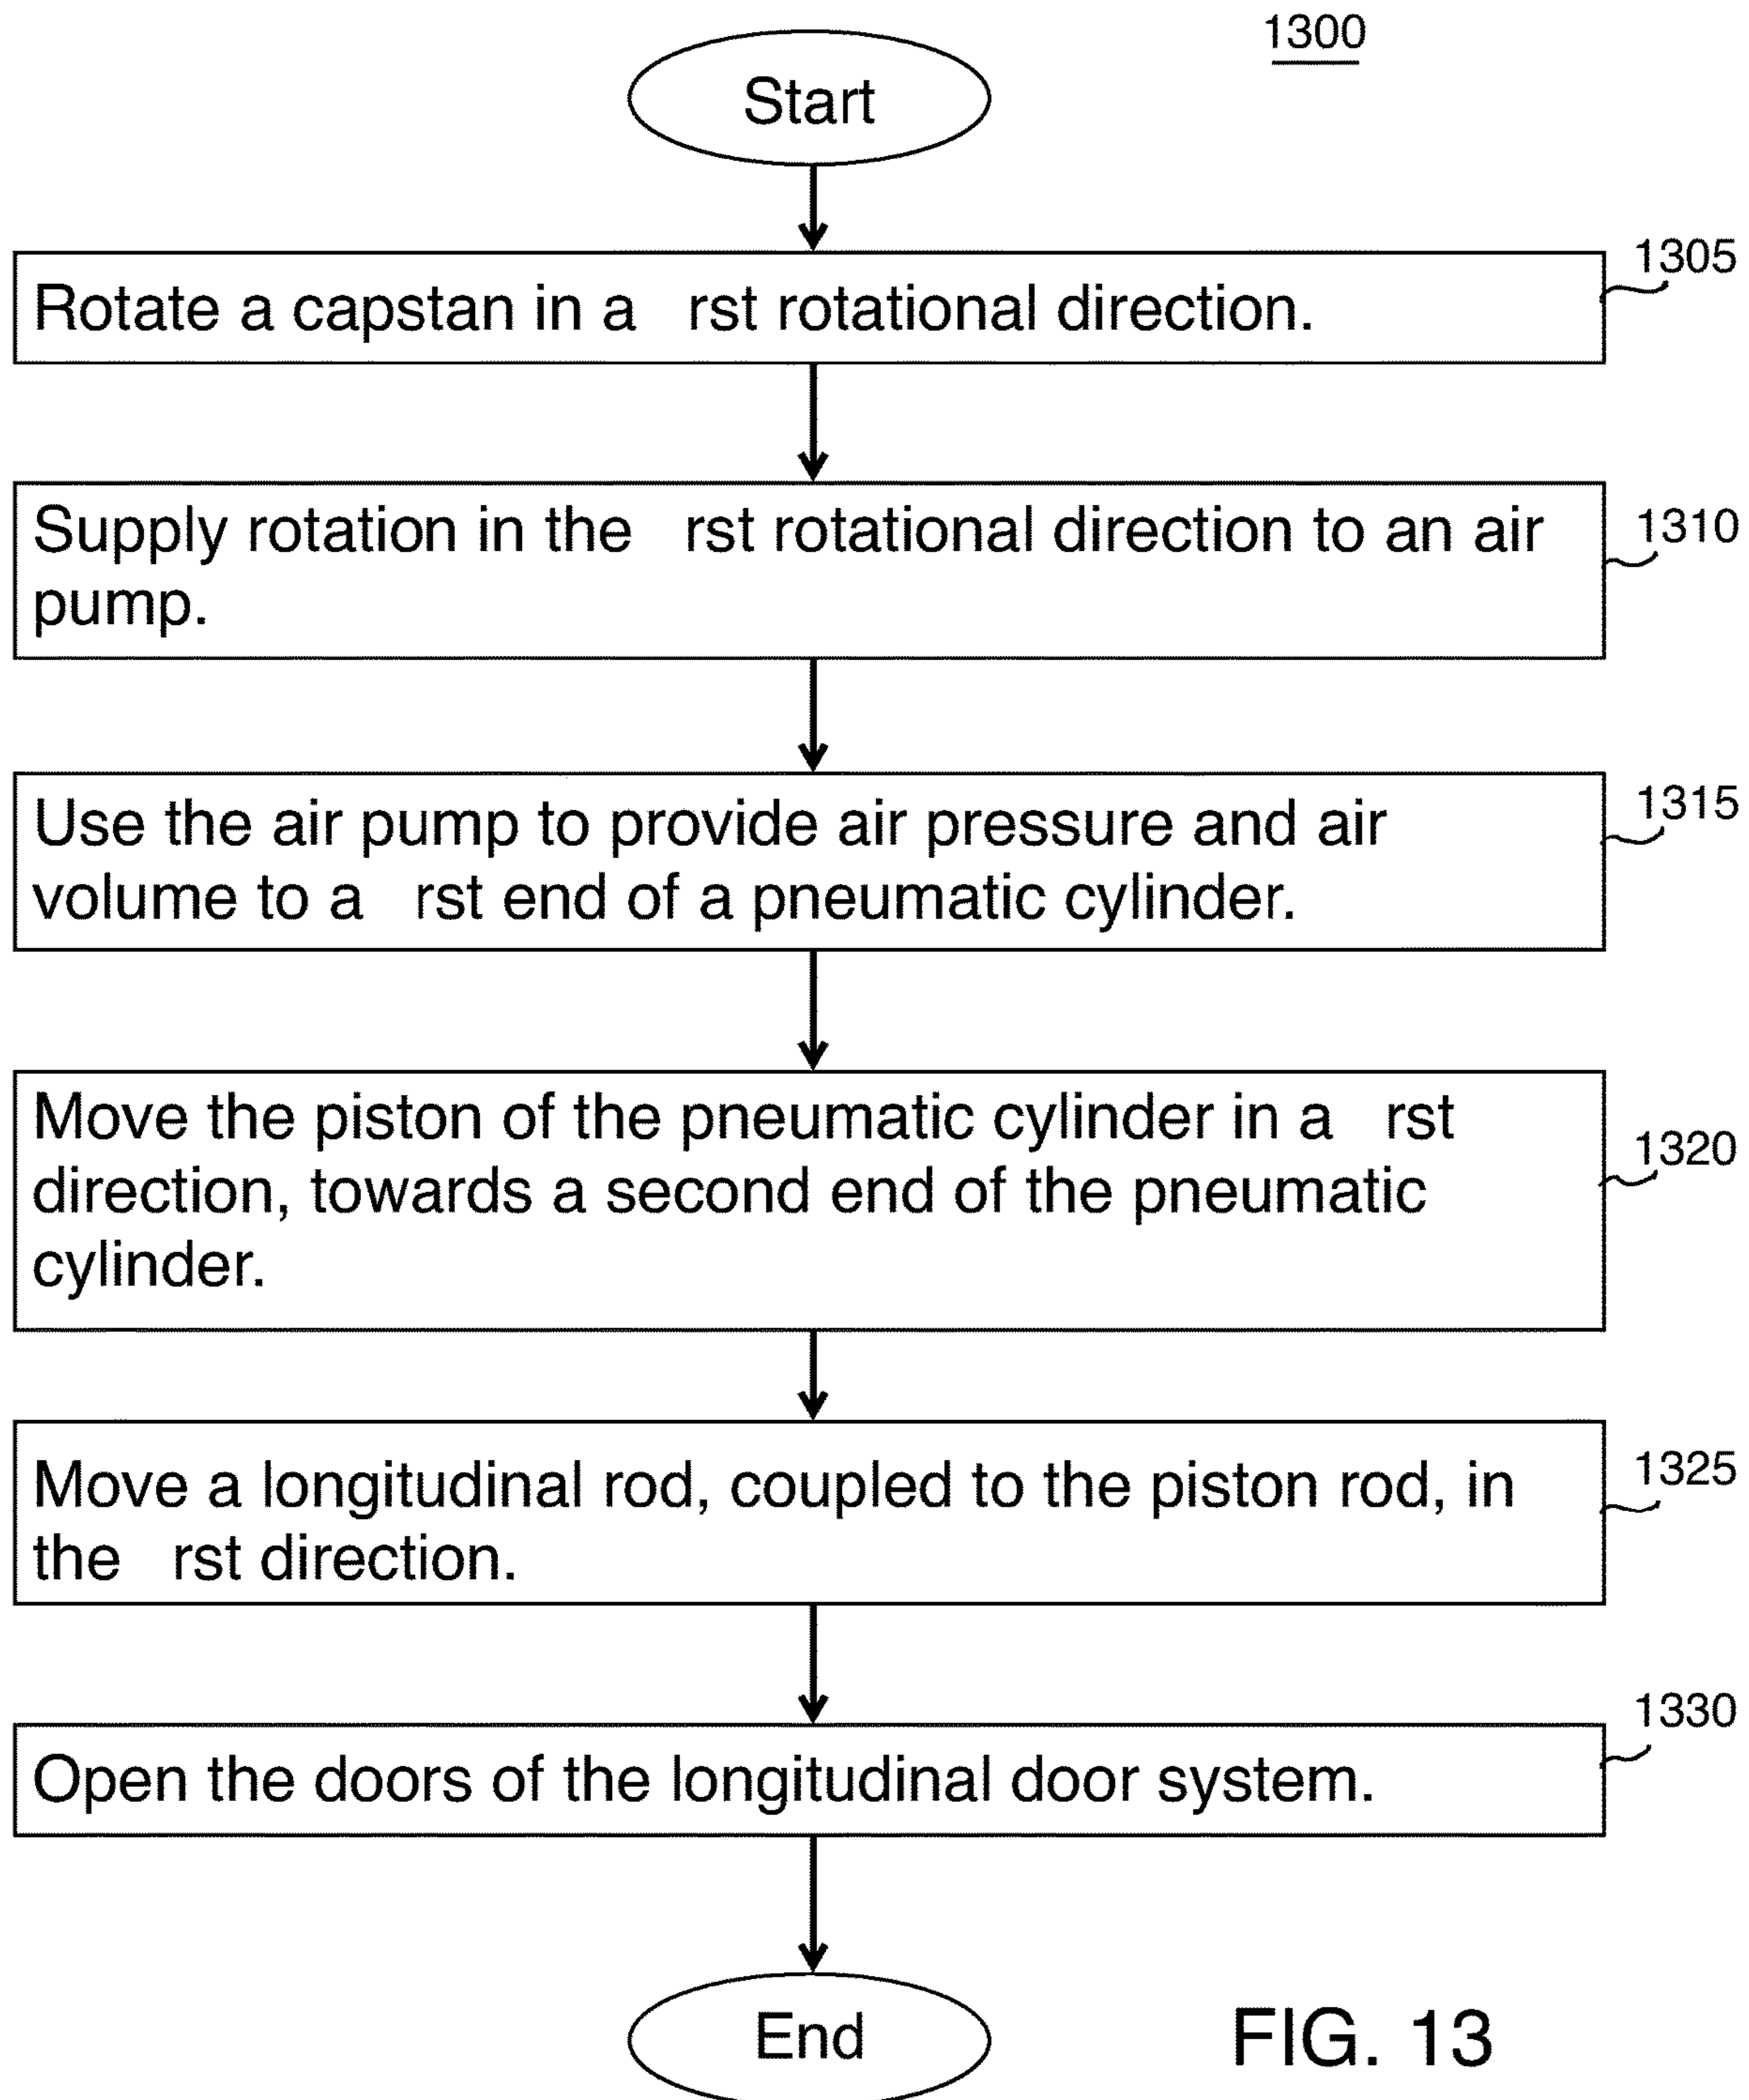 1300
Start
Rotate a capstan in a rst rotational direction.
1305
Supply rotation in the rst rotational direction to an air
pump.
1310
Use the air pump to provide air pressure and air
volume to a rst end of a pneumatic cylinder.
1315
Move the piston of the pneumatic cylinder in a rst
direction, towards a second end of the pneumatic
cylinder.
1320
Move a longitudinal rod, coupled to the piston rod, in
the rst direction.
1325
Open the doors of the longitudinal door system.
1330
End
FIG. 13